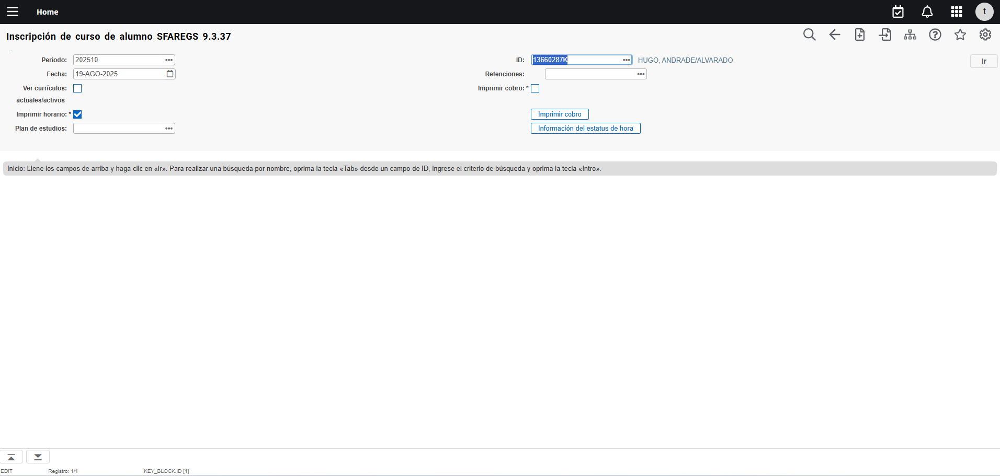 Home
t
Inscripción de curso de alumno SFAREGS 9.3.37
Periodo: 202510 ID: 13660287K HUGO, ANDRADE/ALVARADO Ir
Fecha: 19-AGO-2025 Retenciones:
Ver currículos: Imprimir cobro: *
actuales/activos
Imprimir horario: * Imprimir cobro
Plan de estudios: Información del estatus de hora
Inicio: Llene los campos de arriba y haga clic en «Ir». Para realizar una búsqueda por nombre, oprima la tecla «Tab» desde un campo de ID, ingrese el criterio de búsqueda y oprima la tecla «Intro».
EDIT Registro: 1/1 KEY_BLOCK.ID [1]